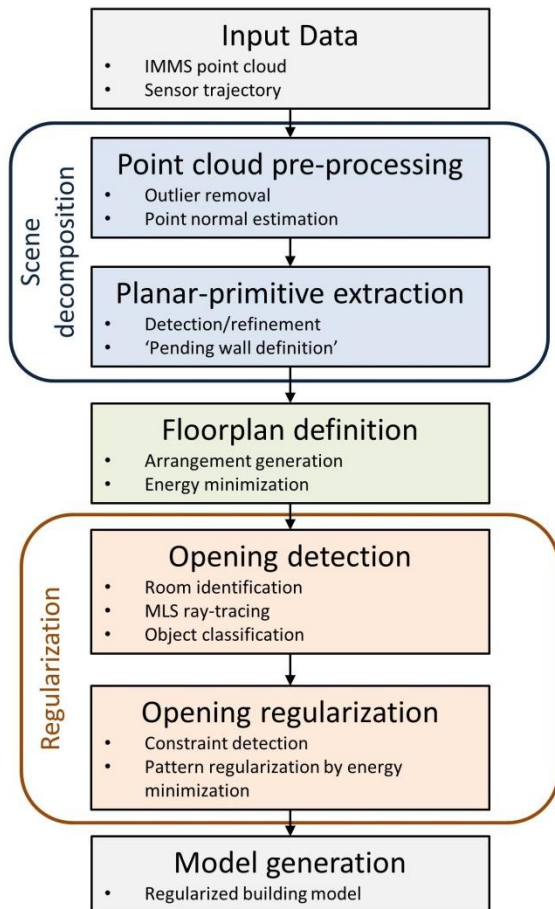 Input Data
• IMMS point cloud
• Sensor trajectory
Scene
decomposition
Point cloud pre-processing
• Outlier removal
• Point normal estimation
Planar-primitive extraction
• Detection/refinement
• ‘Pending wall definition’
Floorplan definition
• Arrangement generation
• Energy minimization
Regularization
Opening detection
• Room identification
• MLS ray-tracing
• Object classification
Opening regularization
• Constraint detection
• Pattern regularization by energy
minimization
Model generation
• Regularized building model